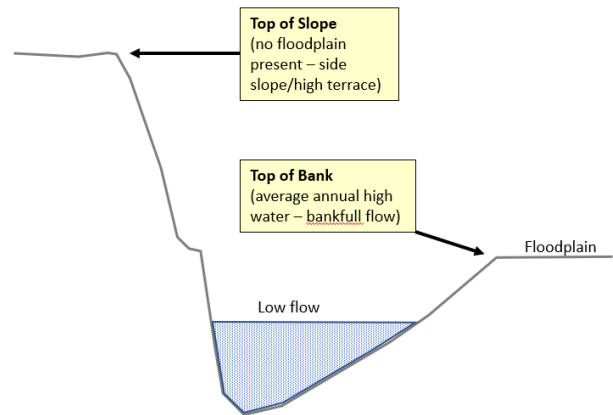 Top of Slope
(no floodplain
present – side
slope/high terrace)
Top of Bank
(average annual high
water – bankfull flow)
Floodplain
Low flow